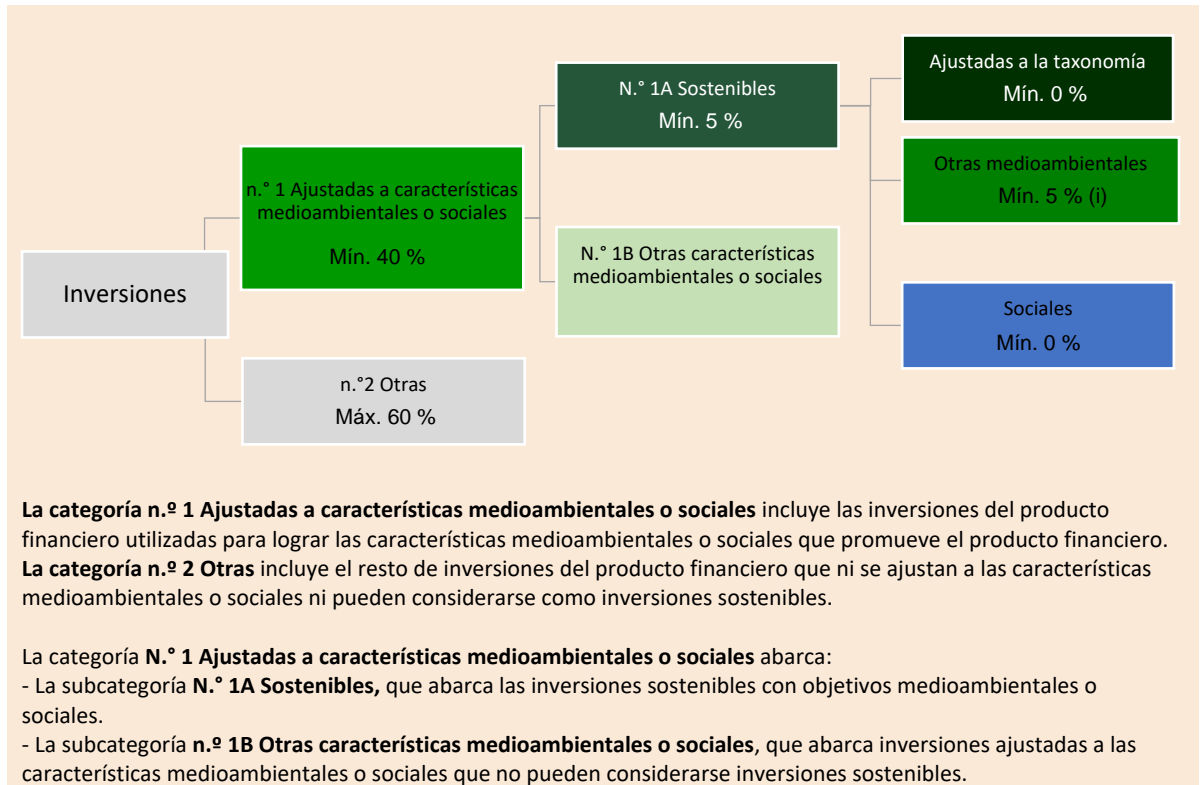 Inversiones
n.° 1 Ajustadas a características
medioambientales o sociales
Mín. 40 %
n.°2 Otras
Máx. 60 %
N.° 1A Sostenibles
Mín. 5 %
N.° 1B Otras características
medioambientales o sociales
Ajustadas a la taxonomía
Mín. 0 %
Otras medioambientales
Mín. 5 % (i)
Sociales
Mín. 0 %
La categoría n.º 1 Ajustadas a características medioambientales o sociales incluye las inversiones del producto
financiero utilizadas para lograr las características medioambientales o sociales que promueve el producto financiero.
La categoría n.º 2 Otras incluye el resto de inversiones del producto financiero que ni se ajustan a las características
medioambientales o sociales ni pueden considerarse como inversiones sostenibles.
La categoría N.° 1 Ajustadas a características medioambientales o sociales abarca:
- La subcategoría N.° 1A Sostenibles, que abarca las inversiones sostenibles con objetivos medioambientales o
sociales.
- La subcategoría n.º 1B Otras características medioambientales o sociales, que abarca inversiones ajustadas a las
características medioambientales o sociales que no pueden considerarse inversiones sostenibles.